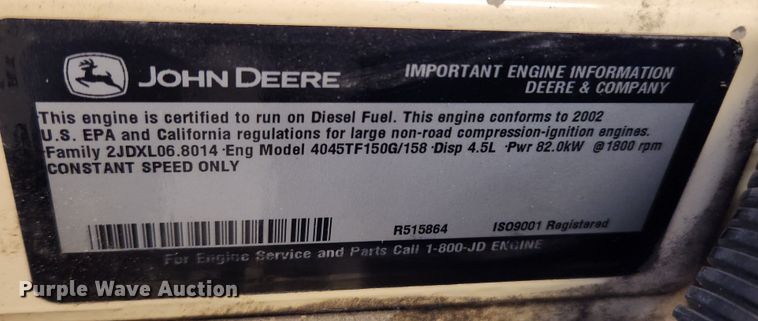 JOHN DEERE
IMPORTANT ENGINE INFORMATION
DEERE & COMPANY
This engine is certified to run on Diesel Fuel. This engine conforms to 2002
U.S. EPA and California regulations for large non-road compression-ignition engines.
Family 2JDXL06.8014 Eng Model 4045TF150G/158 Disp 4.5L Pwr 82.0kW @1800 rpm
CONSTANT SPEED ONLY
R515864
ISO9001 Registered
For Engine Service and Parts Call 1-800-JD ENGINE
Purple Wave Auction